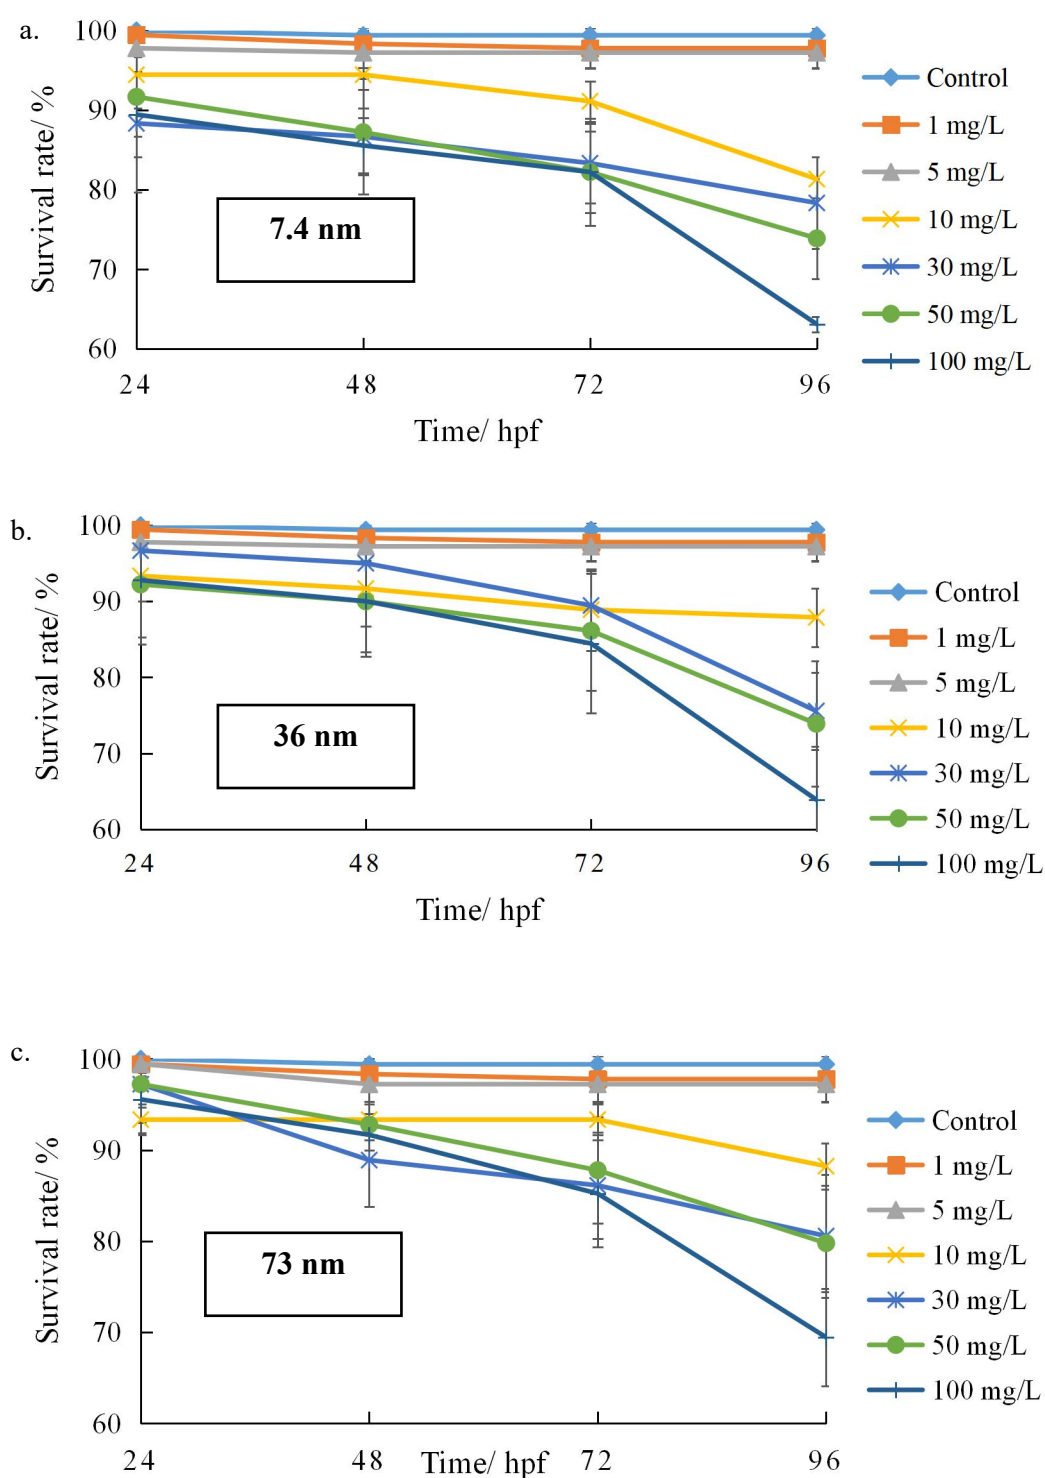 a.
100
90
80
70
60
Survival rate/ %
7.4 nm
24 48 72 96
Time/ hpf
Control
1 mg/L
5 mg/L
10 mg/L
30 mg/L
50 mg/L
100 mg/L
b.
100
90
80
70
60
Survival rate/ %
36 nm
24 48 72 96
Time/ hpf
Control
1 mg/L
5 mg/L
10 mg/L
30 mg/L
50 mg/L
100 mg/L
c.
100
90
80
70
60
Survival rate/ %
73 nm
24 48 72 96
Time/ hpf
Control
1 mg/L
5 mg/L
10 mg/L
30 mg/L
50 mg/L
100 mg/L